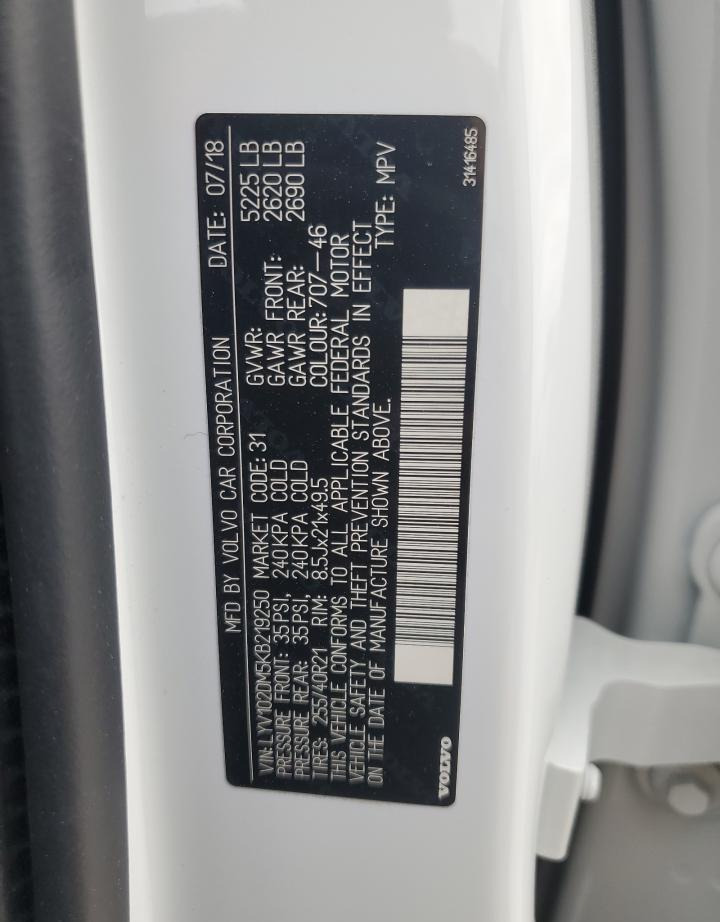 MFD BY VOLVO CAR CORPORATION DATE: 07/18
VIN: LYV102DM5KB219250 MARKET CODE: 31 GVWR: 5225 LB
PRESSURE FRONT: 35PSI, 240KPA COLD GAWR FRONT: 2620 LB
PRESSURE REAR: 35PSI, 240KPA COLD GAWR REAR: 2690 LB
TIRES: 255/40R21 RIM: 8.5Jx21x49.5 COLOUR: 707--46
THIS VEHICLE CONFORMS TO ALL APPLICABLE FEDERAL MOTOR
VEHICLE SAFETY AND THEFT PREVENTION STANDARDS IN EFFECT
ON THE DATE OF MANUFACTURE SHOWN ABOVE. TYPE: MPV
VOLVO 31416485